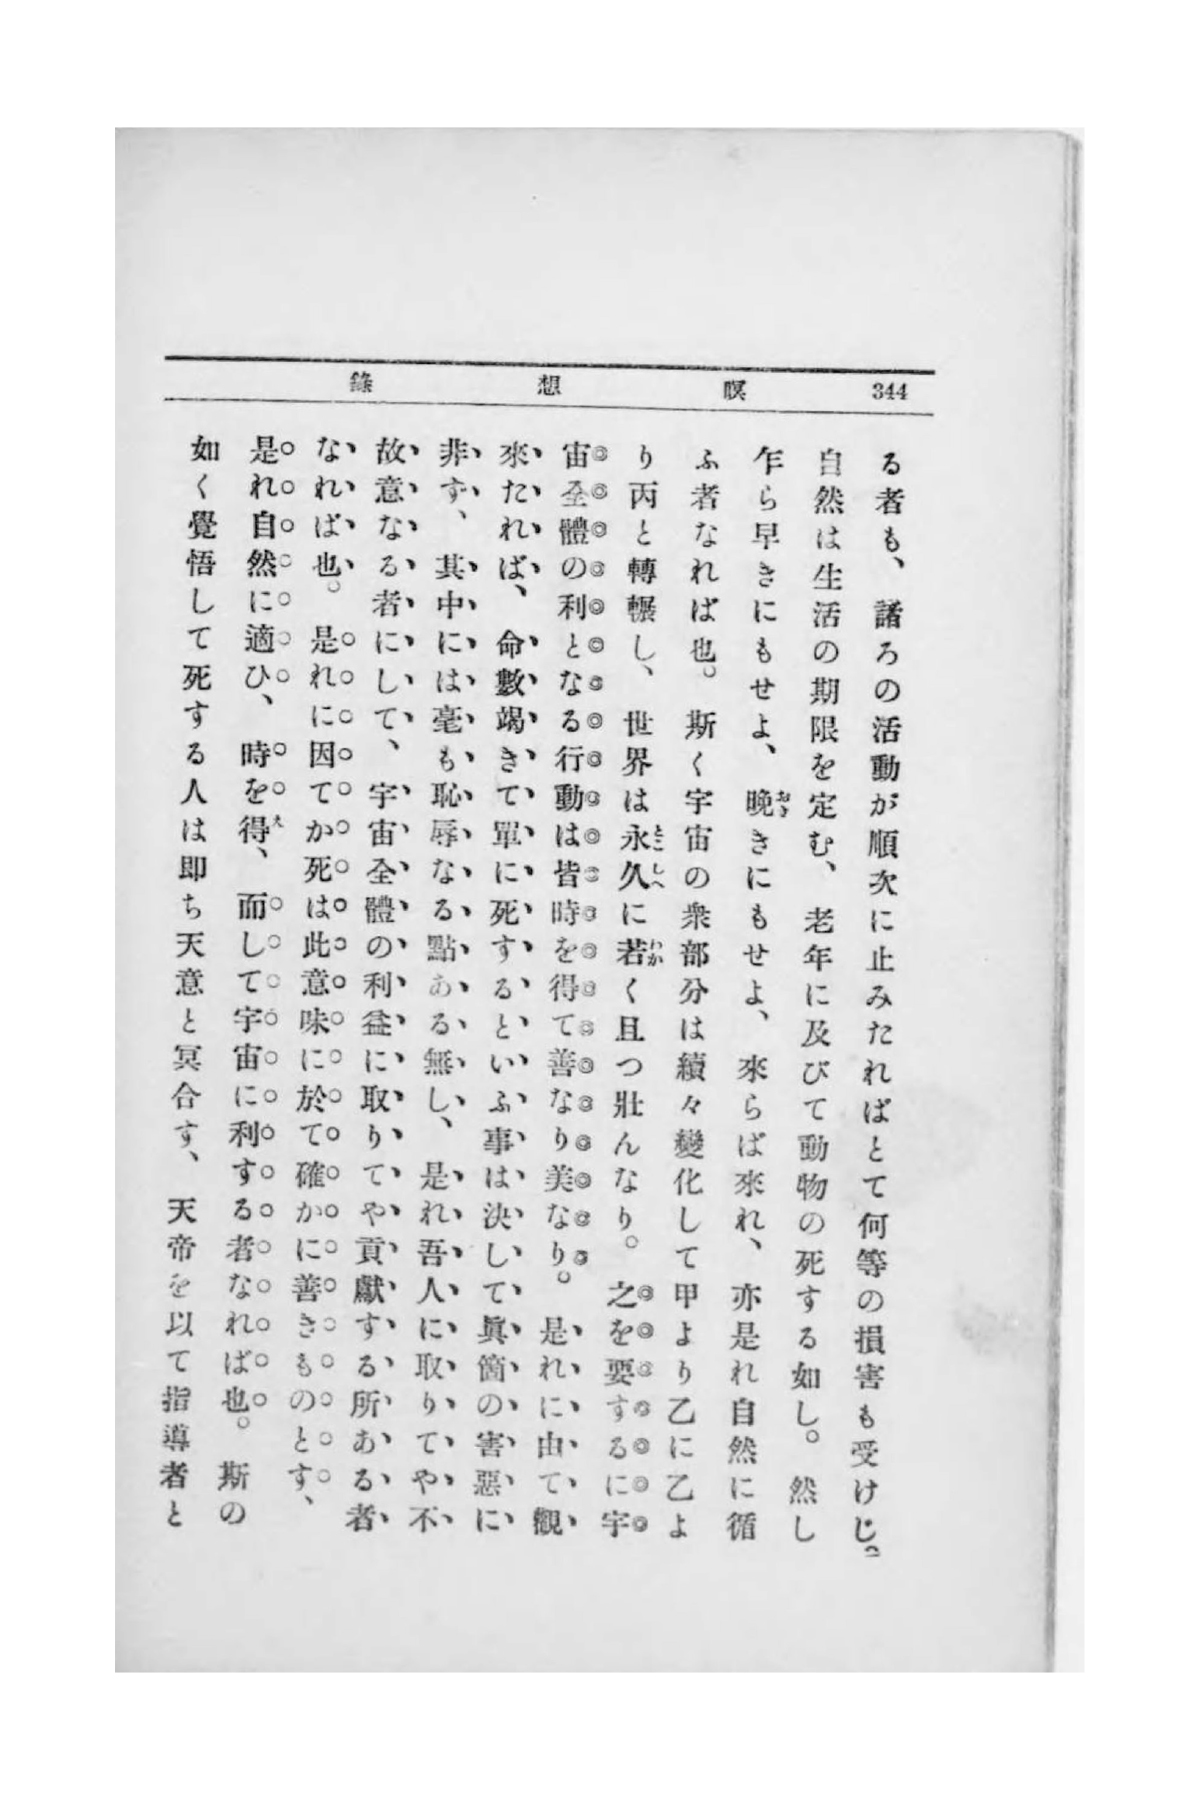 344 瞑想錄
る者も、諸ろの活動が順次に止みたればとて何等の損害も受けじ。
自然は生活の期限を定む、老年に及びて動物の死する如し。然し
乍ら早きにもせよ、晩きにもせよ、來らば來れ、亦是れ自然に循
ふ者なれば也。斯く宇宙の衆部分は續々變化して甲より乙に乙よ
り丙と轉輾し、世界は永久に若く且つ壯んなり。之を要するに宇
宙全體の利となる行動は皆時を得て善なり美なり。是れに由て觀
來たれば、命數竭きて單に死するといふ事は決して眞箇の害惡に
非ず、其中には毫も恥辱なる點ある無し、是れ吾人に取りてや不
故意なる者にして、宇宙全體の利益に取りてや貢獻する所ある者
なれば也。是れに因てか死は此意味に於て確かに善きものとす、
是れ自然に適ひ、時を得、而して宇宙に利する者なれば也。斯の
如く覺悟して死する人は即ち天意と冥合す、天帝を以て指導者と